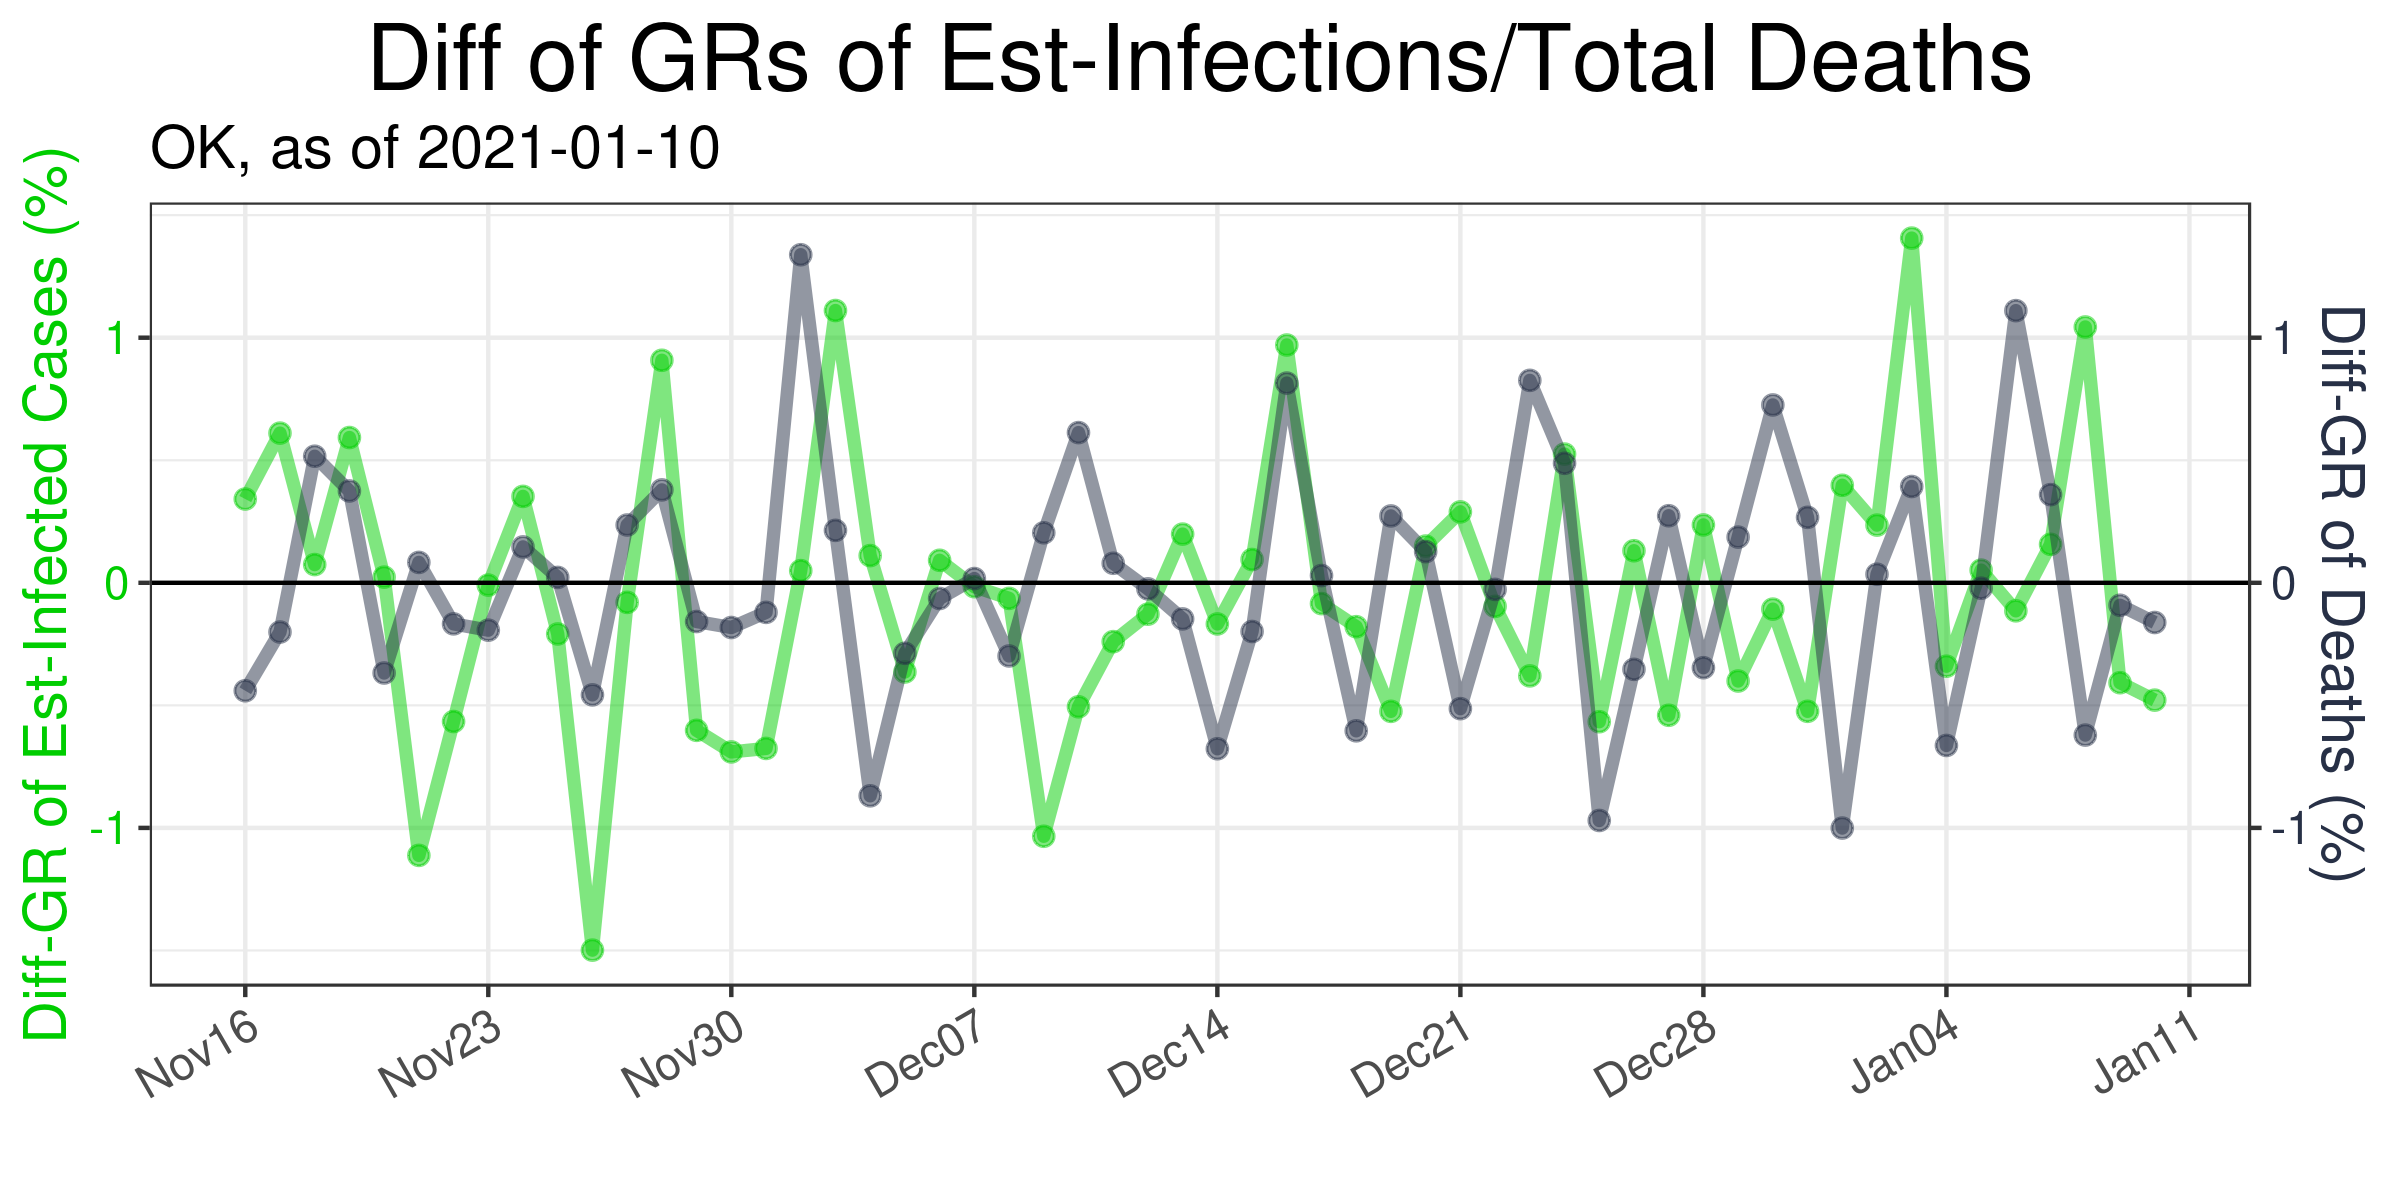 Diff of GRs of Est-Infections/Total Deaths
OK, as of 2021-01-10
Diff-GR of Est-Infected Cases (%)
1
0
-1
1
0
-1
Diff-GR of Deaths (%)
Nov16
Nov23
Nov30
Dec07
Dec14
Dec21
Dec28
Jan04
Jan11